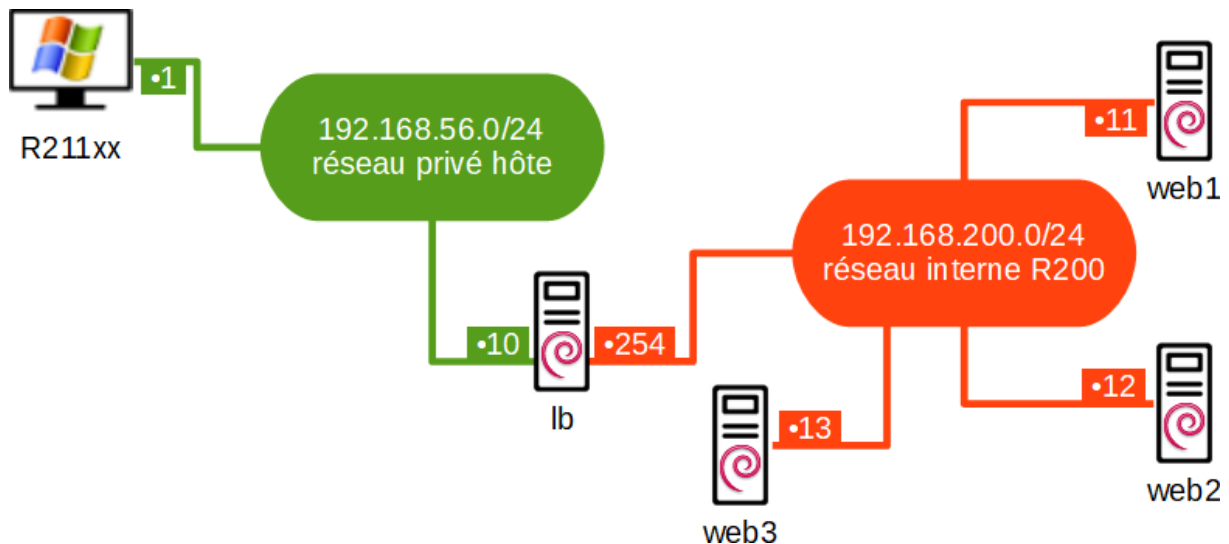 •1
R211xx
192.168.56.0/24
réseau privé hôte
•10
lb
•254
192.168.200.0/24
réseau interne R200
•11
web1
•12
web2
•13
web3